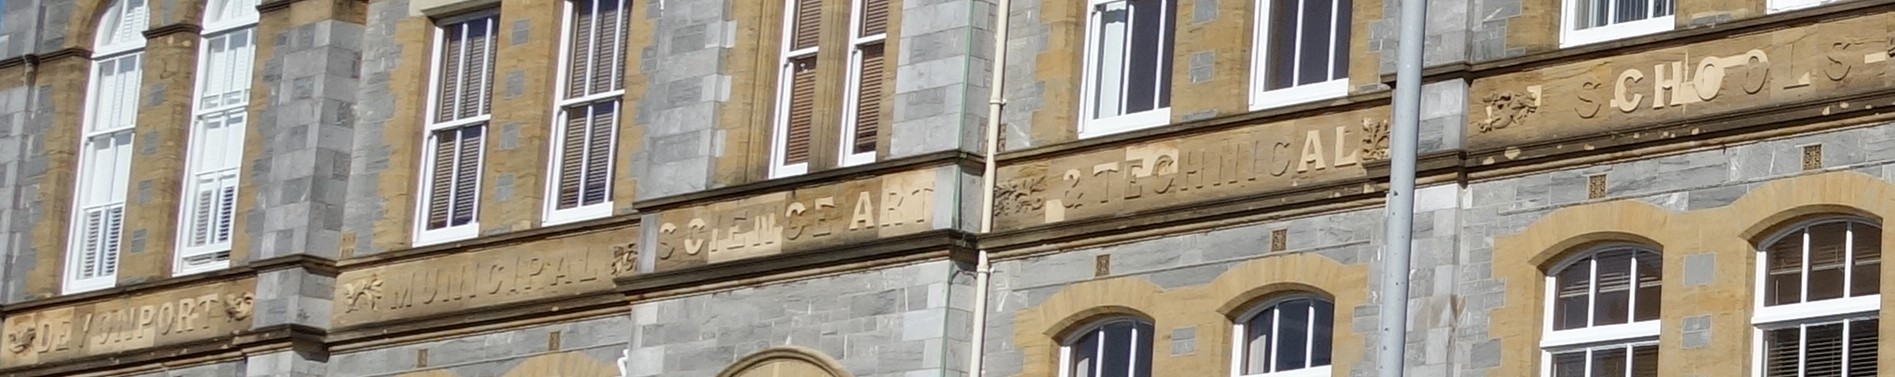 DEVONPORT MUNICIPAL SCIENCE ART & TECHNICAL SCHOOLS